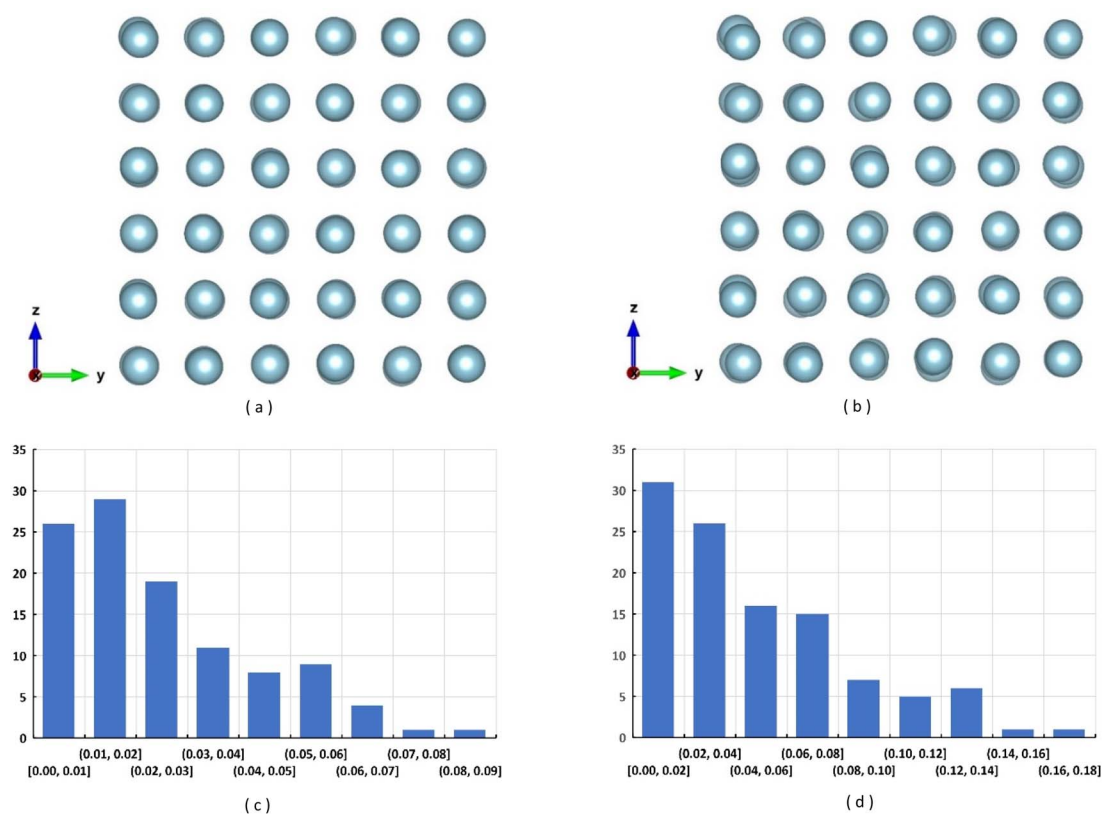 z
x
y
( a )
z
x
y
( b )
35
30
25
20
15
10
5
0
(0.01, 0.02] (0.03, 0.04] (0.05, 0.06] (0.07, 0.08]
[0.00, 0.01] (0.02, 0.03] (0.04, 0.05] (0.06, 0.07] (0.08, 0.09]
( c )
35
30
25
20
15
10
5
0
(0.02, 0.04] (0.06, 0.08] (0.10, 0.12] (0.14, 0.16]
[0.00, 0.02] (0.04, 0.06] (0.08, 0.10] (0.12, 0.14] (0.16, 0.18]
( d )